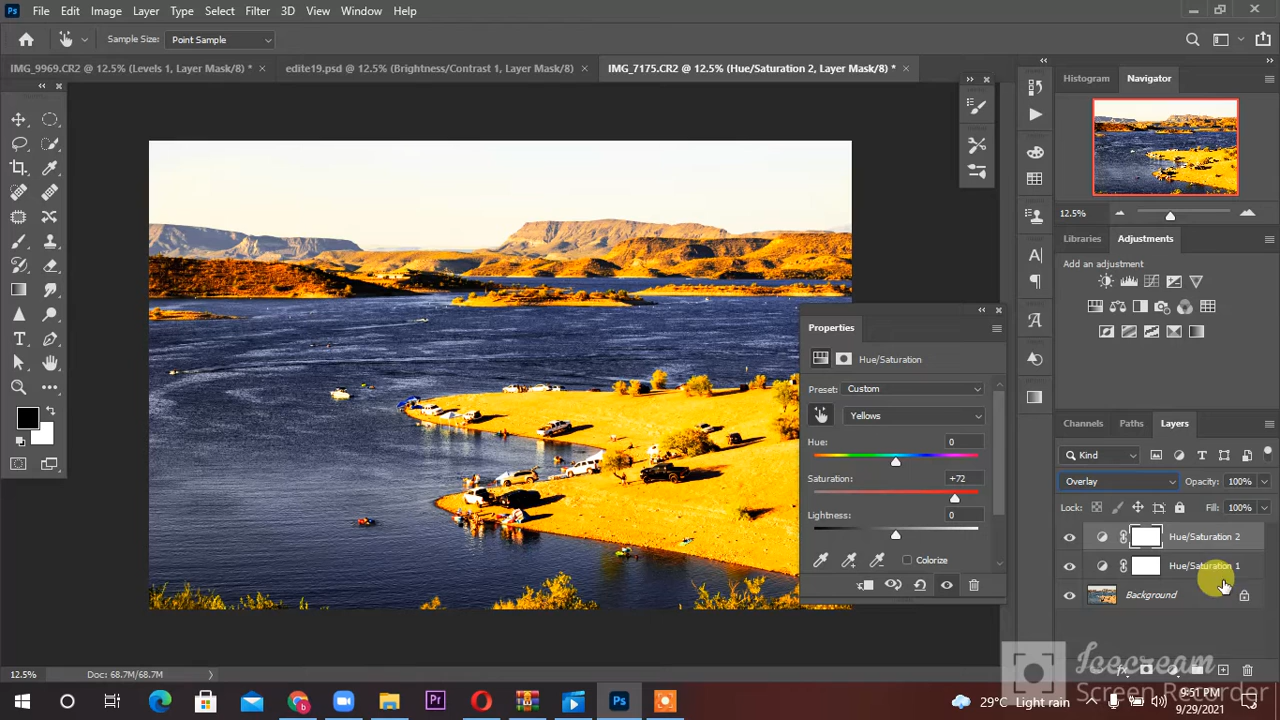 Ps File Edit Image Layer Type Select Filter 3D View Window Help
Sample Size: Point Sample
IMG_9969.CR2 @ 12.5% (Levels 1, Layer Mask/8) *
edite19.psd @ 12.5% (Brightness/Contrast 1, Layer Mask/8)
IMG_7175.CR2 @ 12.5% (Hue/Saturation 2, Layer Mask/8) *
Histogram Navigator
12.5%
Libraries Adjustments
Add an adjustment
Properties
Hue/Saturation
Preset: Custom
Yellows
Hue: 0
Saturation: +72
Lightness: 0
Colorize
Channels Paths Layers
Kind
Overlay Opacity: 100%
Lock: Fill: 100%
Hue/Saturation 2
Hue/Saturation 1
Background
fx
12.5% Doc: 68.7M/68.7M
Icecream
Screen Recorder
Pr Ps
29°C Light rain
9:51 PM
9/29/2021